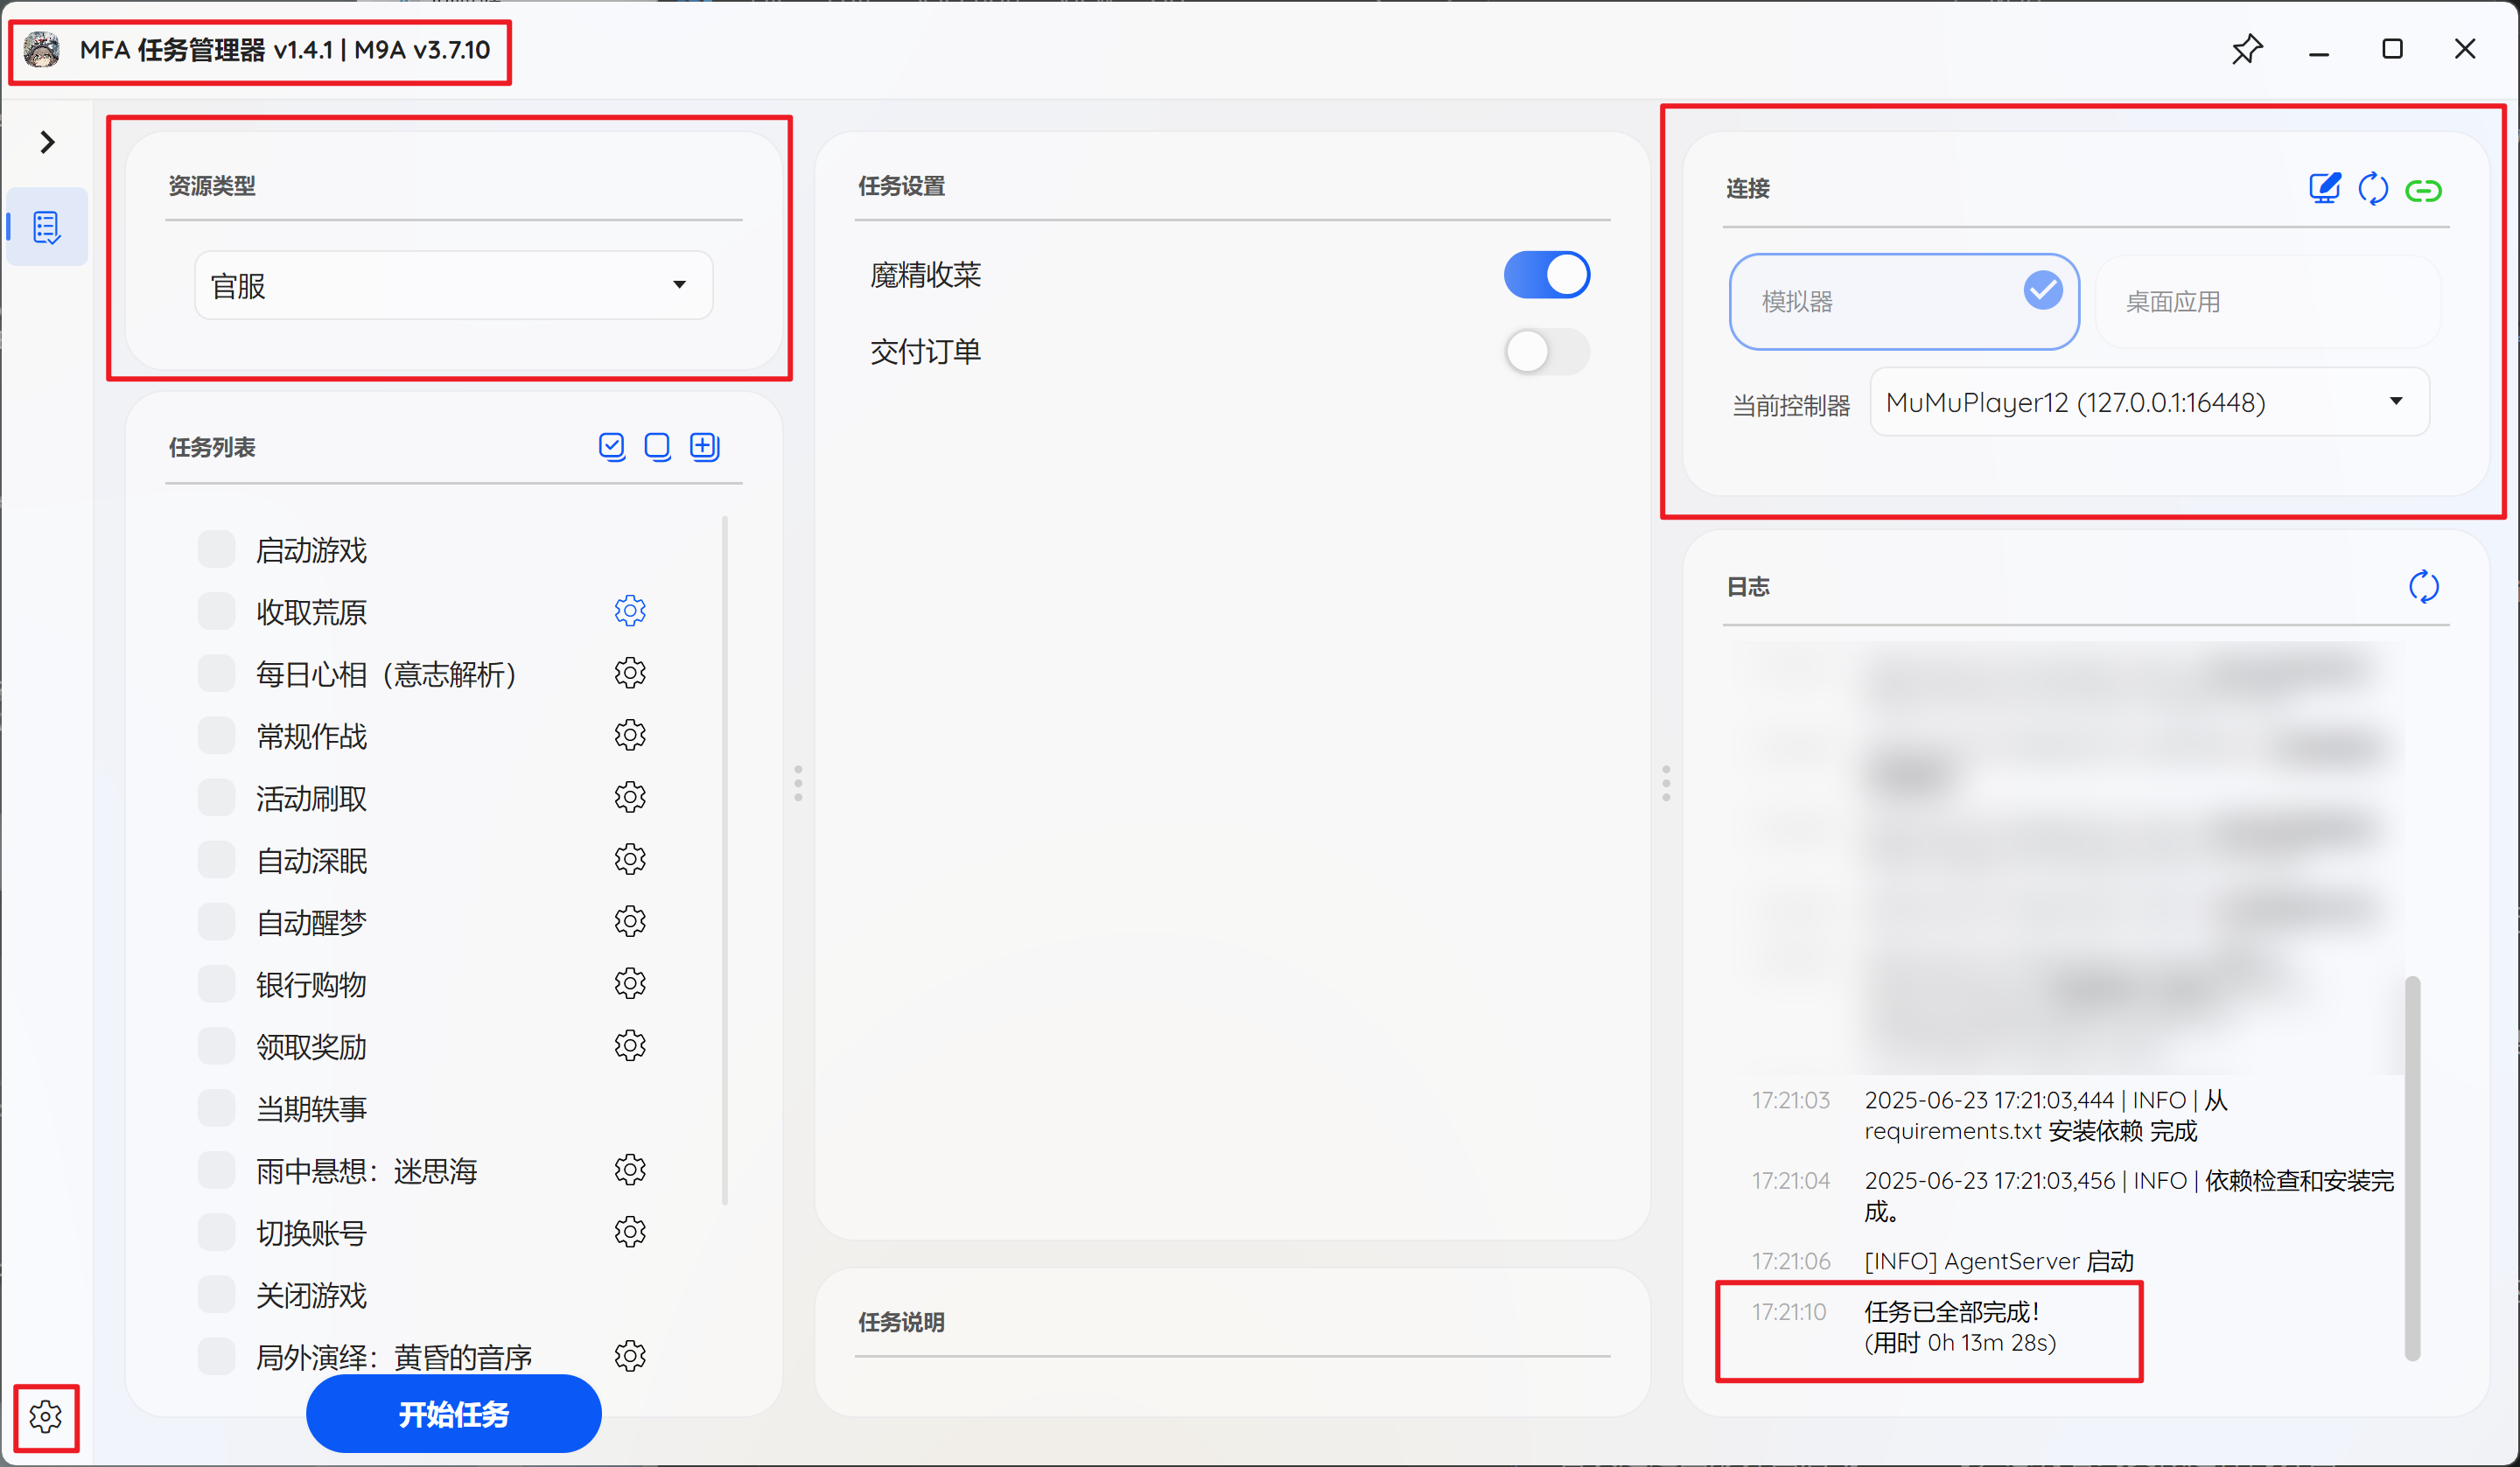 MFA 任务管理器 v1.4.1 | M9A v3.7.10
资源类型
官服
任务列表
启动游戏
收取荒原
每日心相（意志解析）
常规作战
活动刷取
自动深眠
自动醒梦
银行购物
领取奖励
当期轶事
雨中悬想：迷思海
切换账号
关闭游戏
局外演绎：黄昏的音序
开始任务
任务设置
魔精收菜
交付订单
任务说明
连接
模拟器
桌面应用
当前控制器
MuMuPlayer12 (127.0.0.1:16448)
日志
17:21:03 2025-06-23 17:21:03,444 | INFO | 从
requirements.txt 安装依赖 完成
17:21:04 2025-06-23 17:21:03,456 | INFO | 依赖检查和安装完
成。
17:21:06 [INFO] AgentServer 启动
17:21:10 任务已全部完成！
(用时 0h 13m 28s)